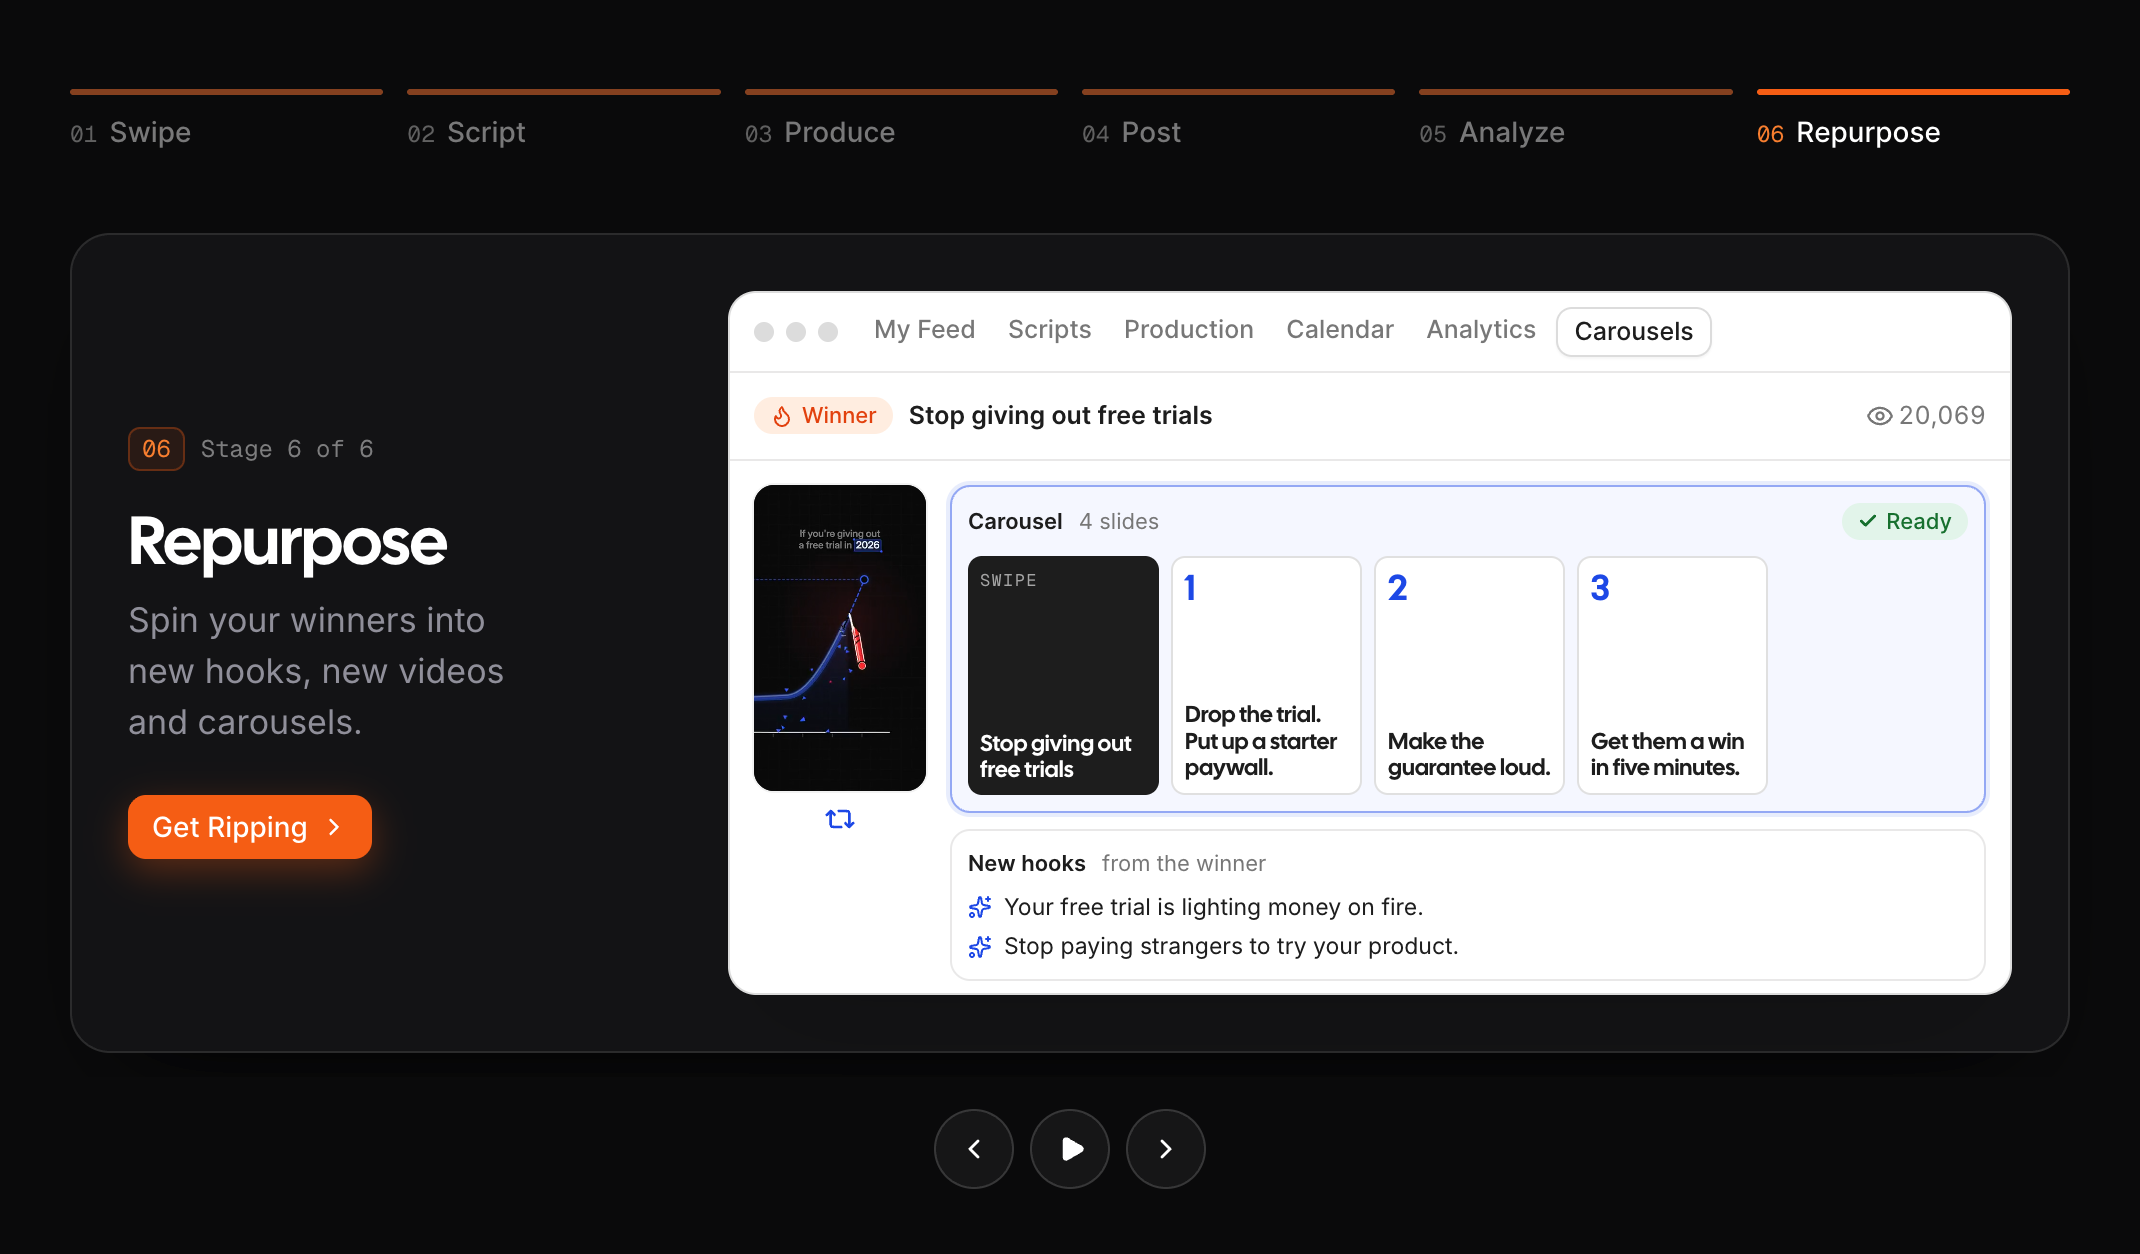 01 Swipe
02 Script
03 Produce
04 Post
05 Analyze
06 Repurpose
06 Stage 6 of 6
Repurpose
Spin your winners into
new hooks, new videos
and carousels.
Get Ripping
My Feed Scripts Production Calendar Analytics Carousels
Winner Stop giving out free trials 20,069
If you're giving out
a free trial in 2026
Carousel 4 slides Ready
SWIPE
Stop giving out
free trials
1
Drop the trial.
Put up a starter
paywall.
2
Make the
guarantee loud.
3
Get them a win
in five minutes.
New hooks from the winner
Your free trial is lighting money on fire.
Stop paying strangers to try your product.